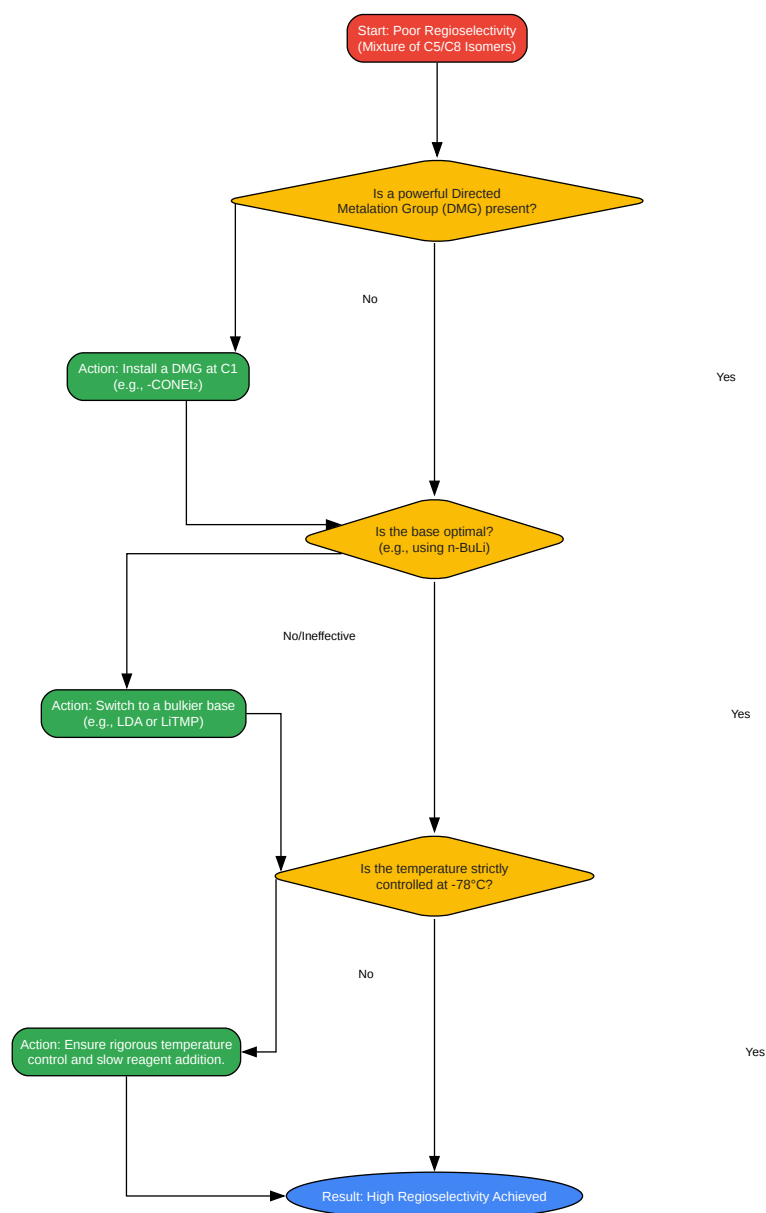 Start: Poor Regioselectivity
(Mixture of C5/C8 Isomers)
Is a powerful Directed
Metalation Group (DMG) present?
No
Action: Install a DMG at C1
(e.g., -CONEt₂)
Yes
Is the base optimal?
(e.g., using n-BuLi)
No/Ineffective
Action: Switch to a bulkier base
(e.g., LDA or LiTMP)
Yes
Is the temperature strictly
controlled at -78°C?
No
Action: Ensure rigorous temperature
control and slow reagent addition.
Yes
Result: High Regioselectivity Achieved